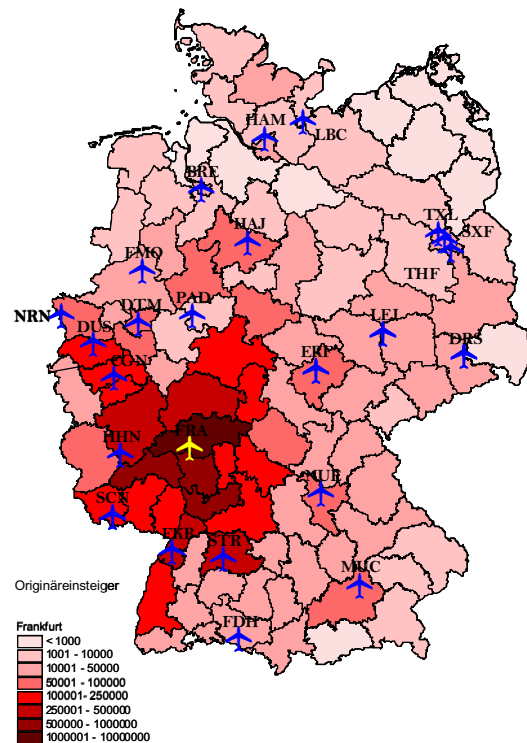 HAM
LBC
BRE
TXL
HAJ
SXF
FMO
THF
NRN
DTM
PAD
DUS
LEJ
DRS
CGN
ERF
FRA
HHN
NUE
SCN
FKB
STR
MUC
Originäreinsteiger
FDH
Frankfurt
< 1000
1001 - 10000
10001 - 50000
50001 - 100000
100001- 250000
250001 - 500000
500000 - 1000000
1000001 - 10000000